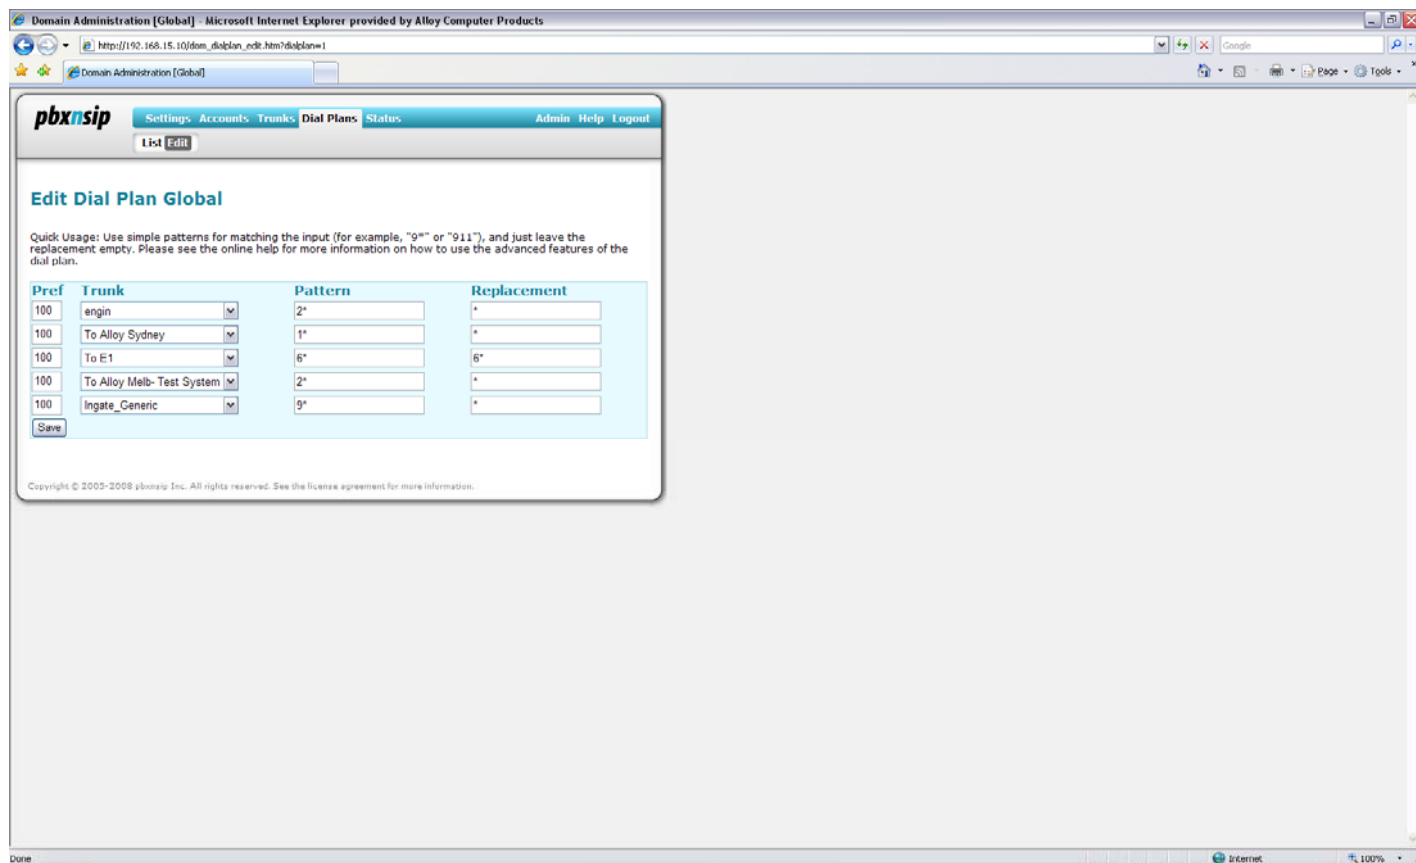 Domain Administration [Global] - Microsoft Internet Explorer provided by Alloy Computer Products
http://192.168.15.10/dom_dialplan_edit.htm?dialplan=1
Google
Domain Administration [Global]
Page
Tools
pbxnsip
Settings Accounts Trunks Dial Plans Status Admin Help Logout
List Edit
Edit Dial Plan Global
Quick Usage: Use simple patterns for matching the input (for example, "9*" or "911"), and just leave the
replacement empty. Please see the online help for more information on how to use the advanced features of the
dial plan.
Pref Trunk Pattern Replacement
100 engin 2* *
100 To Alloy Sydney 1* *
100 To E1 6* 6*
100 To Alloy Melb- Test System 2* *
100 Ingate_Generic 9* *
Save
Copyright © 2005-2008 pbxnsip Inc. All rights reserved. See the license agreement for more information.
Done Internet 100%